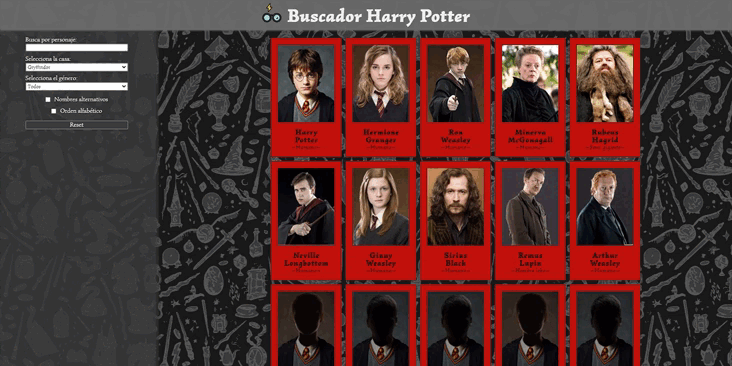 Buscador Harry Potter
Busca por personaje:
Selecciona la casa:
Gryffindor
Selecciona el género:
Todos
Nombres alternativos
Orden alfabético
Reset
Harry
Potter
Hermione
Granger
Ron
Weasley
Minerva
McGonagall
Rubeus
Hagrid
Neville
Longbottom
Ginny
Weasley
Sirius
Black
Remus
Lupin
Arthur
Weasley